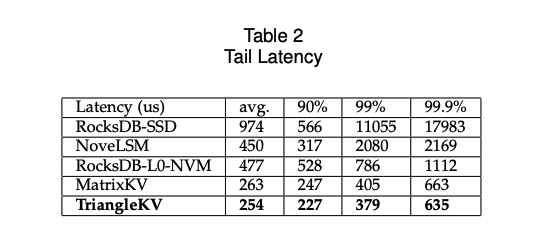 Table 2
Tail Latency
Latency (us) avg. 90% 99% 99.9%
RocksDB-SSD 974 566 11055 17983
NoveLSM 450 317 2080 2169
RocksDB-L0-NVM 477 528 786 1112
MatrixKV 263 247 405 663
TriangleKV 254 227 379 635